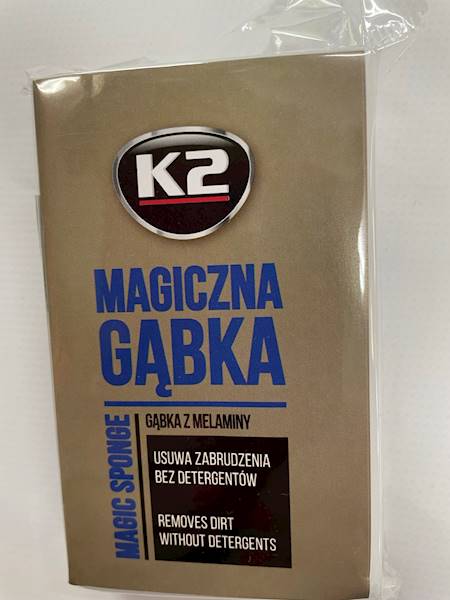 K2
MAGICZNA
GĄBKA
MAGIC SPONGE
GĄBKA Z MELAMINY
USUWA ZABRUDZENIA
BEZ DETERGENTÓW
REMOVES DIRT
WITHOUT DETERGENTS